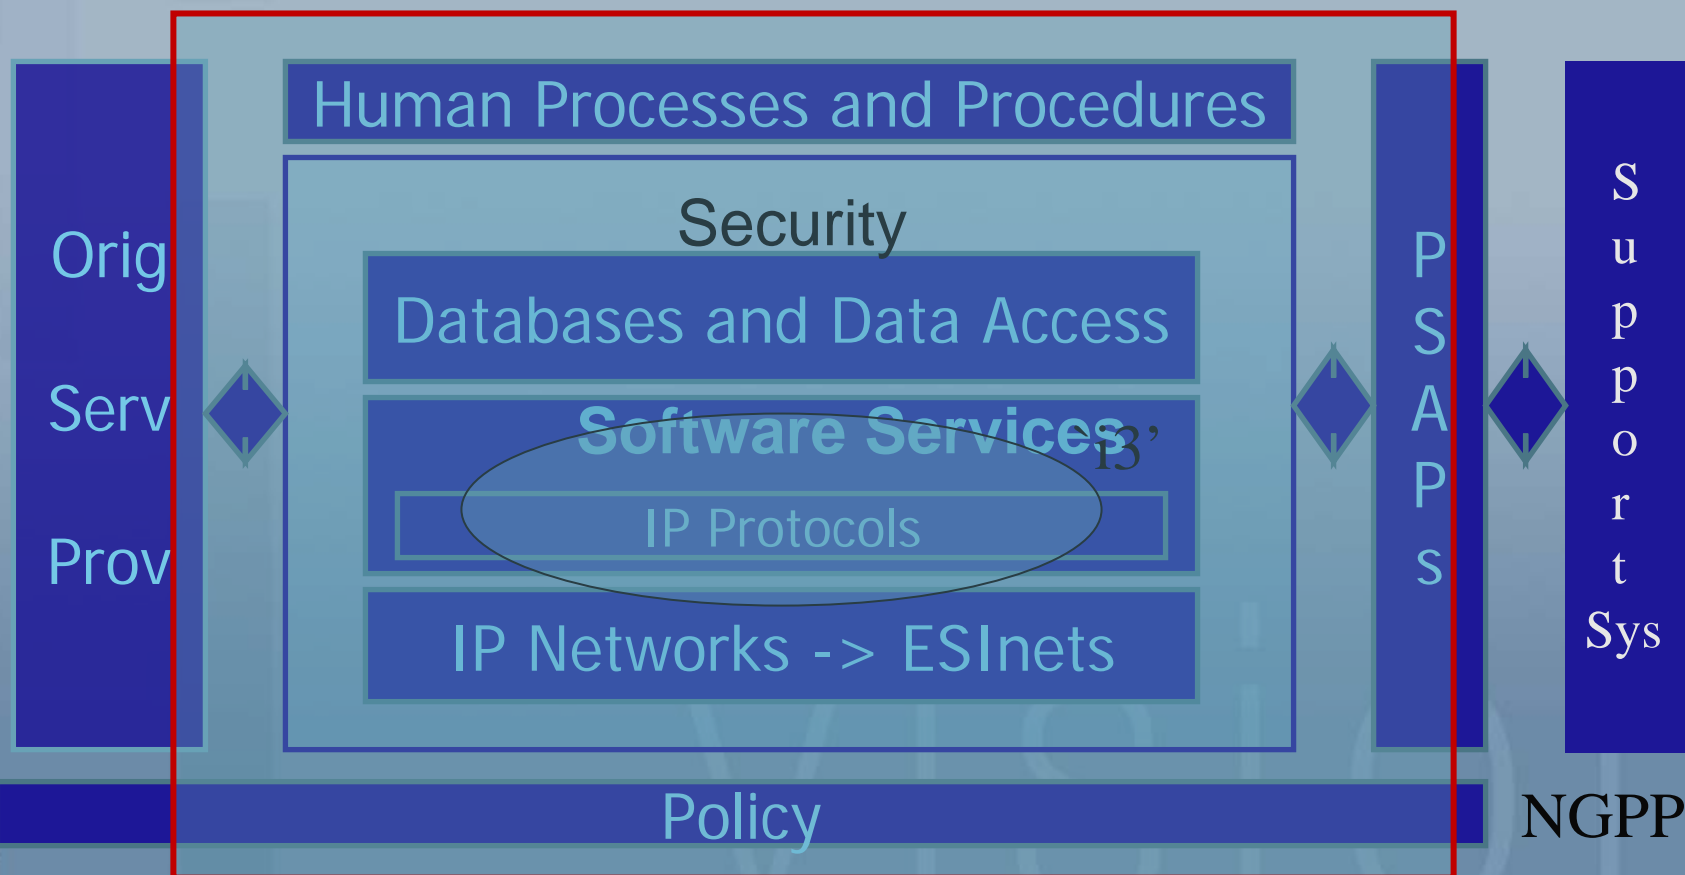 Human Processes and Procedures
Orig
Serv
Prov
Security
Databases and Data Access
Software Services
‘i3’
IP Protocols
IP Networks -> ESInets
P
S
A
P
s
S
u
p
p
o
r
t
Sys
Policy
NGPP